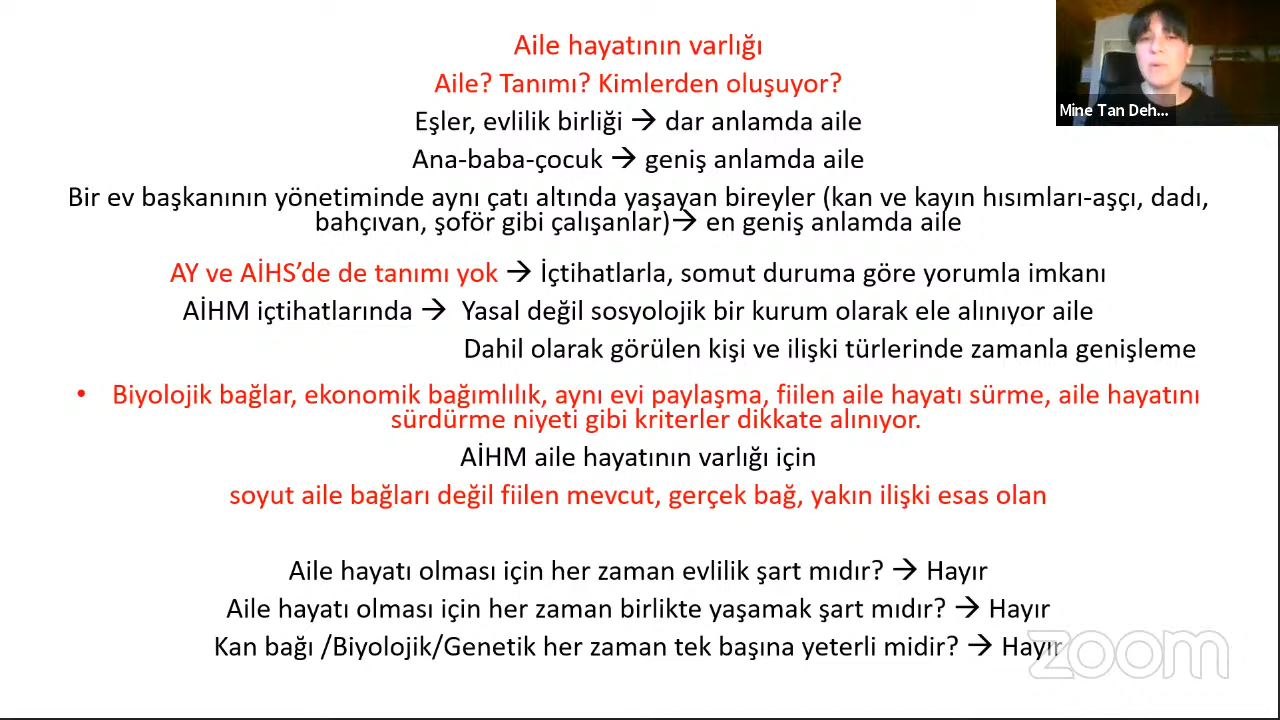 Aile hayatının varlığı
Aile? Tanımı? Kimlerden oluşuyor?
Eşler, evlilik birliği → dar anlamda aile
Ana-baba-çocuk → geniş anlamda aile
Bir ev başkanının yönetiminde aynı çatı altında yaşayan bireyler (kan ve kayın hısımları-aşçı, dadı,
bahçıvan, şoför gibi çalışanlar)→ en geniş anlamda aile
AY ve AİHS’de de tanımı yok → İçtihatlarla, somut duruma göre yorumla imkanı
AİHM içtihatlarında → Yasal değil sosyolojik bir kurum olarak ele alınıyor aile
Dahil olarak görülen kişi ve ilişki türlerinde zamanla genişleme
• Biyolojik bağlar, ekonomik bağımlılık, aynı evi paylaşma, fiilen aile hayatı sürme, aile hayatını
sürdürme niyeti gibi kriterler dikkate alınıyor.
AİHM aile hayatının varlığı için
soyut aile bağları değil fiilen mevcut, gerçek bağ, yakın ilişki esas olan
Aile hayatı olması için her zaman evlilik şart mıdır? → Hayır
Aile hayatı olması için her zaman birlikte yaşamak şart mıdır? → Hayır
Kan bağı /Biyolojik/Genetik her zaman tek başına yeterli midir? → Hayır
Mine Tan Deh...
zoom